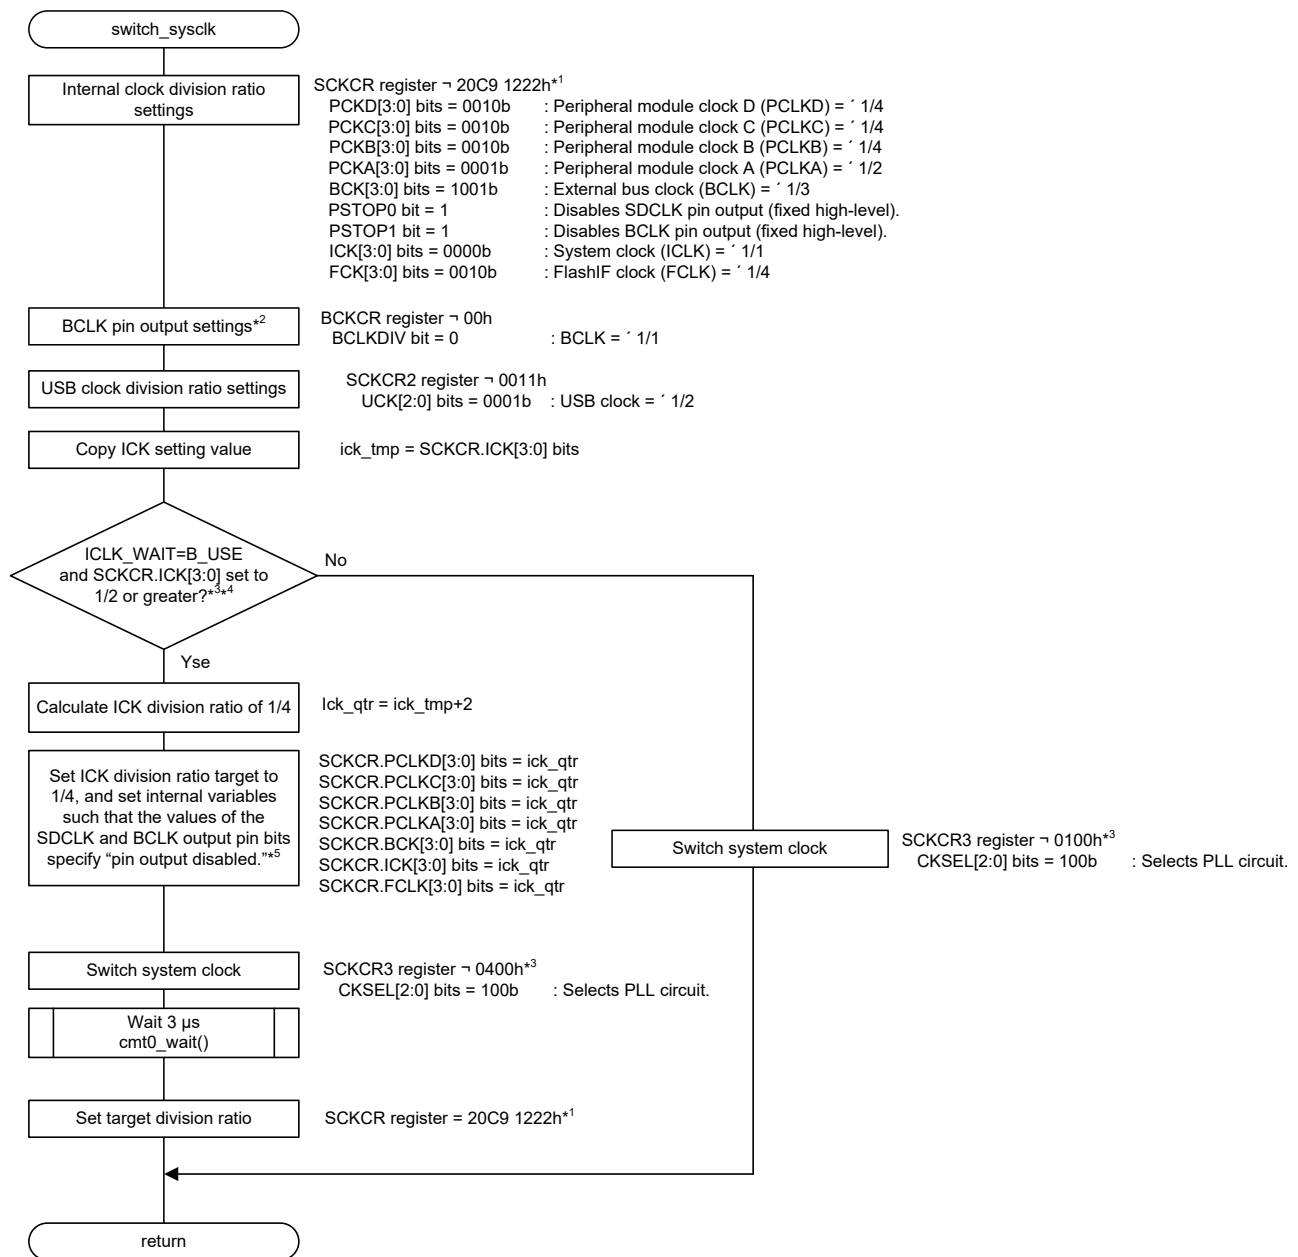 switch_sysclk
Internal clock division ratio
settings
SCKCR register ¬ 20C9 1222h*1
PCKD[3:0] bits = 0010b : Peripheral module clock D (PCLKD) = ´ 1/4
PCKC[3:0] bits = 0010b : Peripheral module clock C (PCLKC) = ´ 1/4
PCKB[3:0] bits = 0010b : Peripheral module clock B (PCLKB) = ´ 1/4
PCKA[3:0] bits = 0001b : Peripheral module clock A (PCLKA) = ´ 1/2
BCK[3:0] bits = 1001b : External bus clock (BCLK) = ´ 1/3
PSTOP0 bit = 1 : Disables SDCLK pin output (fixed high-level).
PSTOP1 bit = 1 : Disables BCLK pin output (fixed high-level).
ICK[3:0] bits = 0000b : System clock (ICLK) = ´ 1/1
FCK[3:0] bits = 0010b : FlashIF clock (FCLK) = ´ 1/4
BCLK pin output settings*2
BCKCR register ¬ 00h
BCLKDIV bit = 0 : BCLK = ´ 1/1
USB clock division ratio settings
SCKCR2 register ¬ 0011h
UCK[2:0] bits = 0001b : USB clock = ´ 1/2
Copy ICK setting value
ick_tmp = SCKCR.ICK[3:0] bits
ICLK_WAIT=B_USE
and SCKCR.ICK[3:0] set to
1/2 or greater?*3*4
No
Yse
Calculate ICK division ratio of 1/4
Ick_qtr = ick_tmp+2
Set ICK division ratio target to
1/4, and set internal variables
such that the values of the
SDCLK and BCLK output pin bits
specify “pin output disabled.”*5
SCKCR.PCLKD[3:0] bits = ick_qtr
SCKCR.PCLKC[3:0] bits = ick_qtr
SCKCR.PCLKB[3:0] bits = ick_qtr
SCKCR.PCLKA[3:0] bits = ick_qtr
SCKCR.BCK[3:0] bits = ick_qtr
SCKCR.ICK[3:0] bits = ick_qtr
SCKCR.FCLK[3:0] bits = ick_qtr
Switch system clock
SCKCR3 register ¬ 0100h*3
CKSEL[2:0] bits = 100b : Selects PLL circuit.
Switch system clock
SCKCR3 register ¬ 0400h*3
CKSEL[2:0] bits = 100b : Selects PLL circuit.
Wait 3 µs
cmt0_wait()
Set target division ratio
SCKCR register = 20C9 1222h*1
return